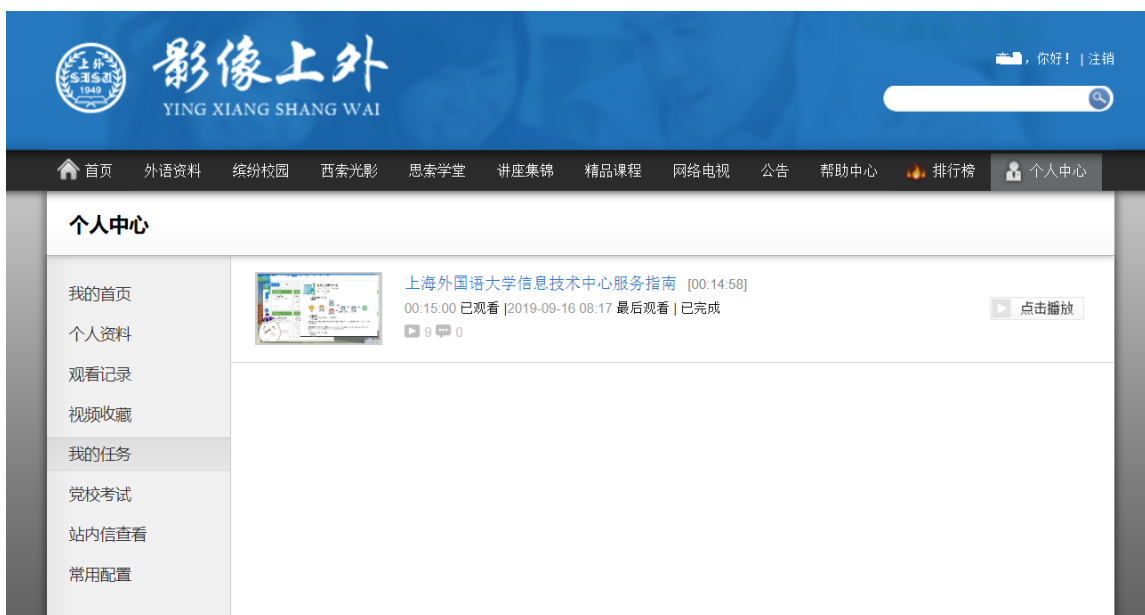 上外
SISU
1949
影像上外
YING XIANG SHANG WAI
,你好! | 注销
首页 外语资料 缤纷校园 西索光影 思索学堂 讲座集锦 精品课程 网络电视 公告 帮助中心 排行榜 个人中心
个人中心
我的首页
个人资料
观看记录
视频收藏
我的任务
党校考试
站内信查看
常用配置
上海外国语大学信息技术中心服务指南 [00:14:58]
00:15:00 已观看 |2019-09-16 08:17 最后观看 | 已完成
9 0
点击播放